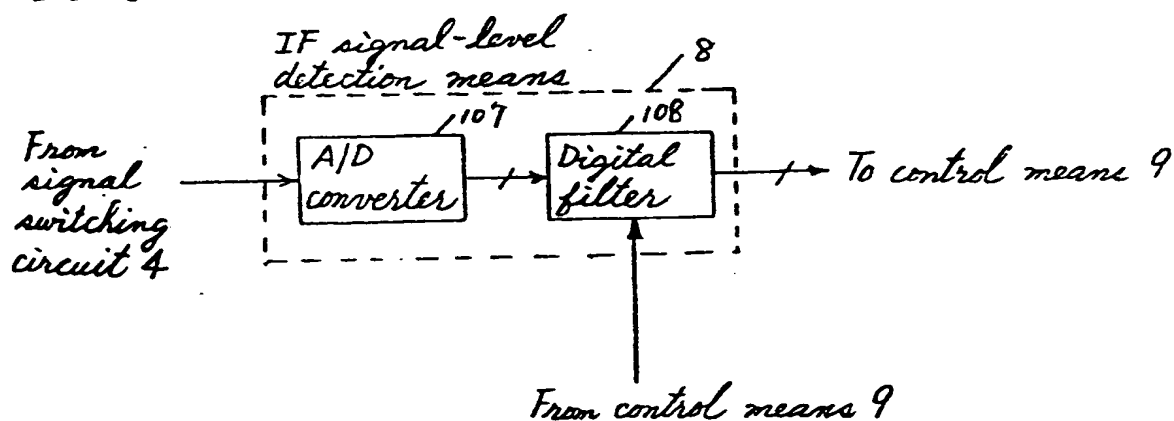 IF signal-level
detection means
8
107
108
From
signal
switching
circuit 4
A/D
converter
Digital
filter
To control means 9
From control means 9